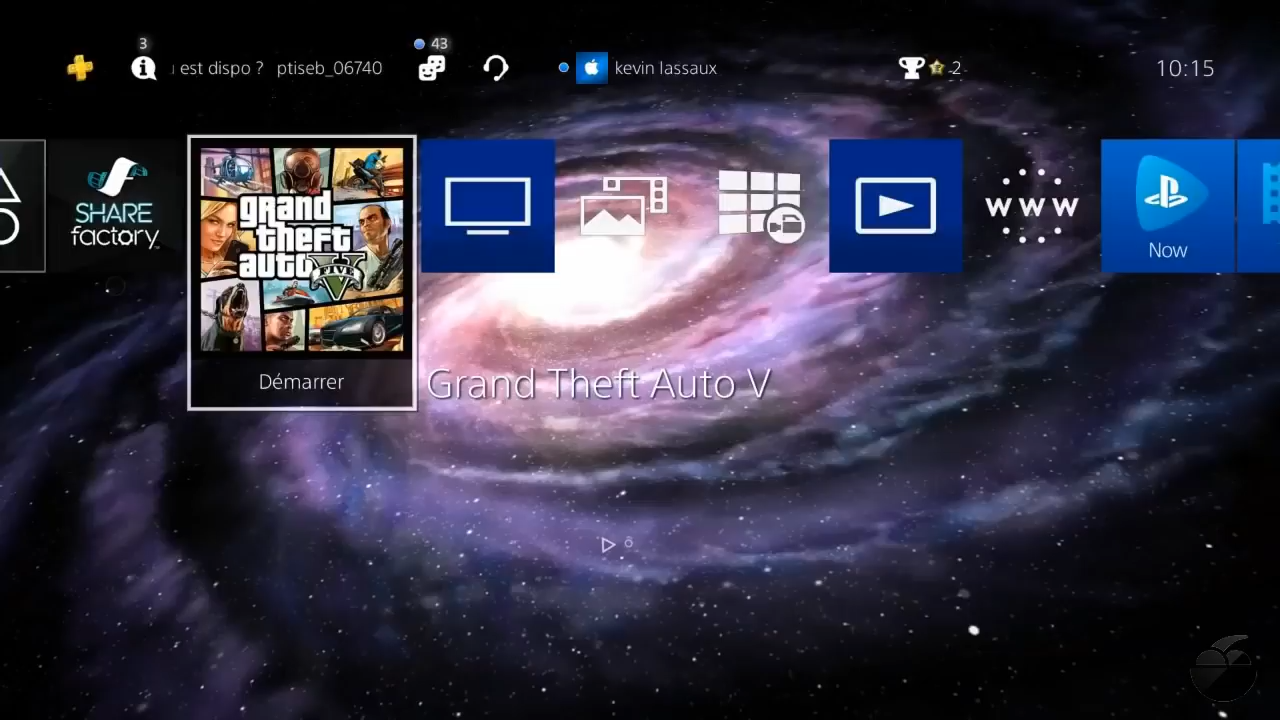 3
43
est dispo ? ptiseb_06740
kevin lassaux
2
10:15
SHARE
factory
grand
theft
auto
FIVE
www
Now
Démarrer
Grand Theft Auto V